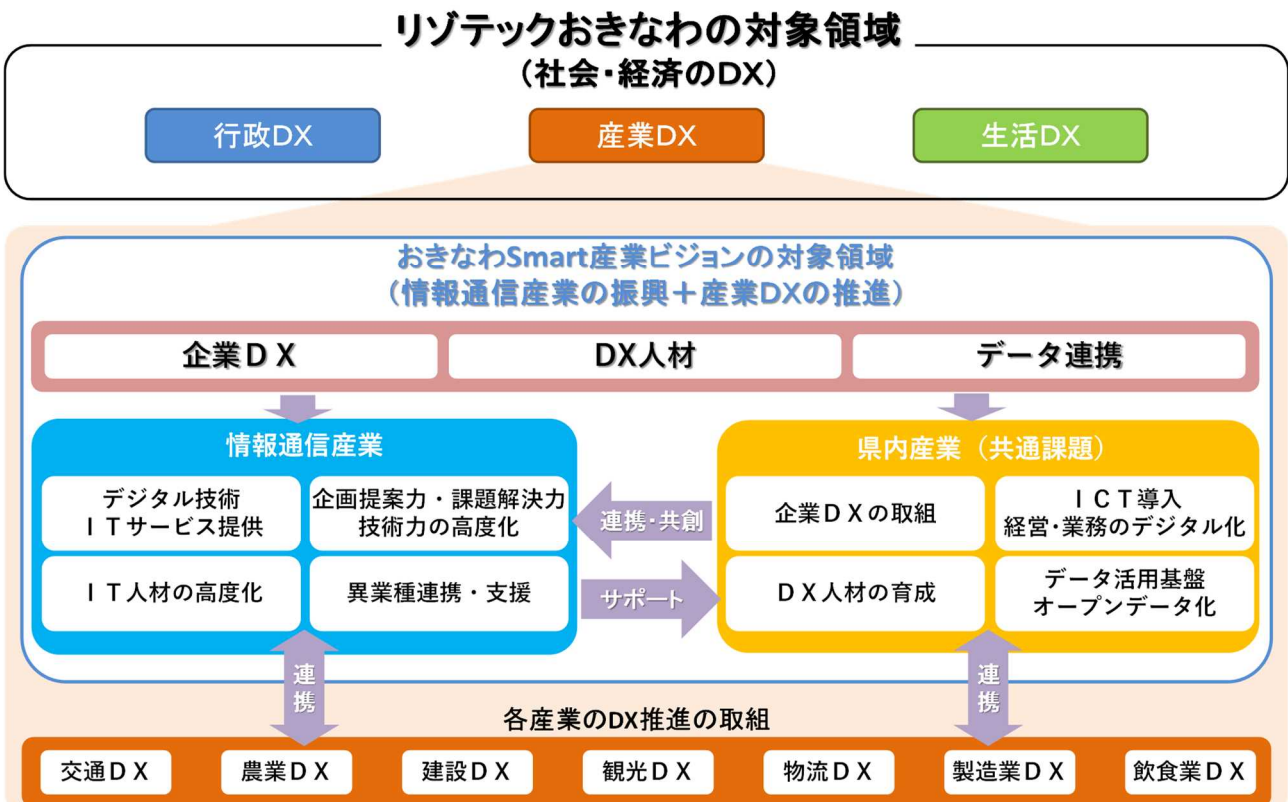 リゾテックおきなわの対象領域
（社会・経済のDX）
行政DX
産業DX
生活DX
おきなわSmart産業ビジョンの対象領域
（情報通信産業の振興＋産業DXの推進）
企業ＤＸ
DX人材
データ連携
情報通信産業
デジタル技術
ＩＴサービス提供
企画提案力・課題解決力
技術力の高度化
ＩＴ人材の高度化
異業種連携・支援
連携・共創
サポート
県内産業（共通課題）
企業ＤＸの取組
ＩＣＴ導入
経営・業務のデジタル化
ＤＸ人材の育成
データ活用基盤
オープンデータ化
連携
連携
各産業のDX推進の取組
交通ＤＸ
農業ＤＸ
建設ＤＸ
観光ＤＸ
物流ＤＸ
製造業ＤＸ
飲食業ＤＸ